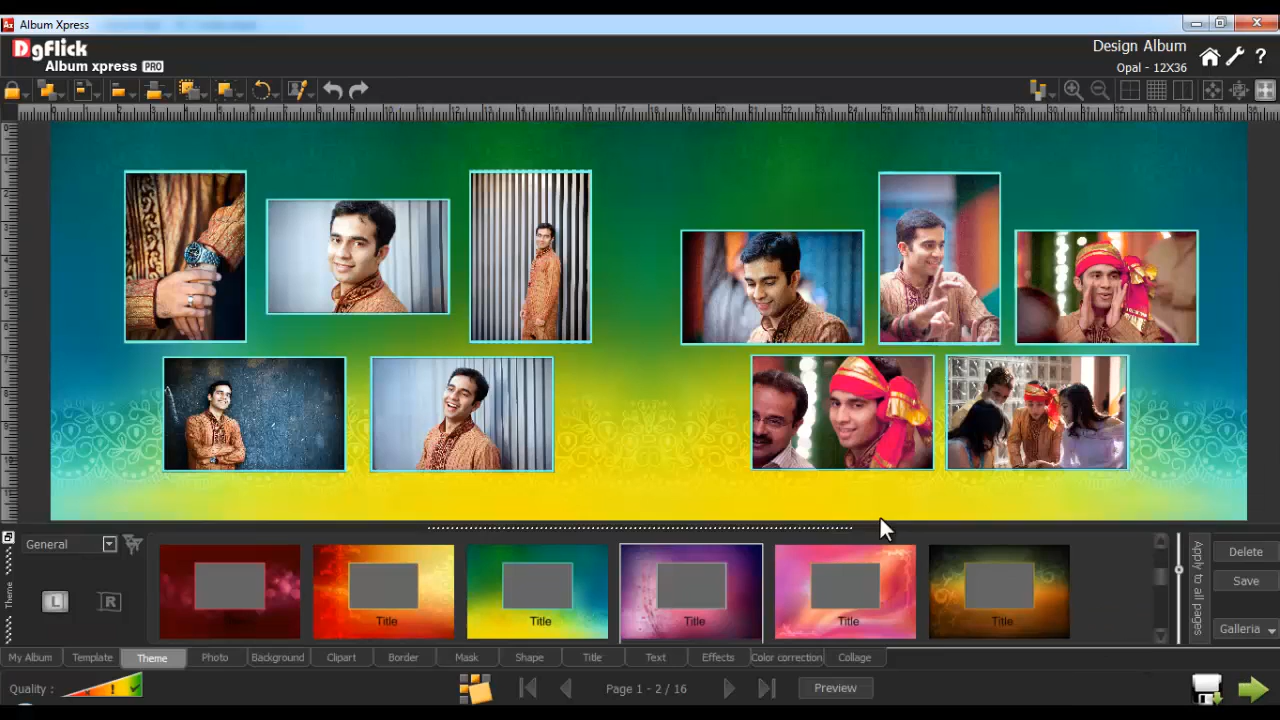 Album Xpress
DgFlick
Album xpress PRO
Design Album
Opal - 12X36
General
Theme
L
R
Title
Title
Title
Title
Title
Apply to all pages
Delete
Save
Galleria
My Album
Template
Theme
Photo
Background
Clipart
Border
Mask
Shape
Title
Text
Effects
Color correction
Collage
Quality :
Page 1 - 2 / 16
Preview